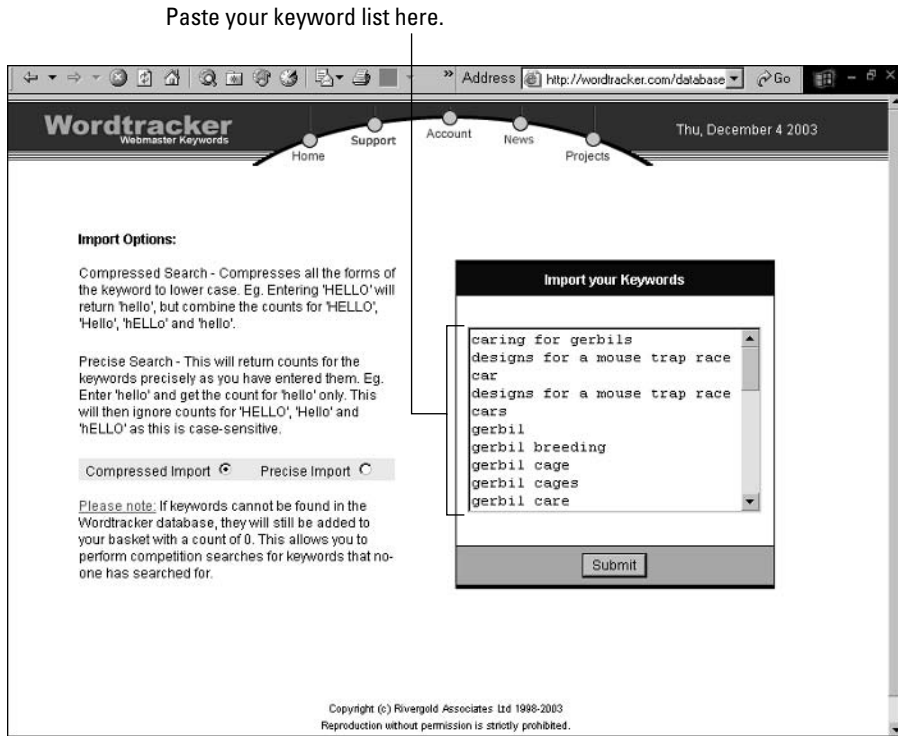 Paste your keyword list here.
» Address http://wordtracker.com/database Go
Wordtracker
Webmaster Keywords
Home
Support
Account
News
Projects
Thu, December 4 2003
Import Options:
Compressed Search - Compresses all the forms of
the keyword to lower case. Eg. Entering 'HELLO' will
return 'hello', but combine the counts for 'HELLO',
'Hello', 'hELLo' and 'hello'.
Precise Search - This will return counts for the
keywords precisely as you have entered them. Eg.
Enter 'hello' and get the count for 'hello' only. This
will then ignore counts for 'HELLO', 'Hello' and
'hELLO' as this is case-sensitive.
Compressed Import Precise Import
Please note: If keywords cannot be found in the
Wordtracker database, they will still be added to
your basket with a count of 0. This allows you to
perform competition searches for keywords that no-
one has searched for.
Import your Keywords
caring for gerbils
designs for a mouse trap race
car
designs for a mouse trap race
cars
gerbil
gerbil breeding
gerbil cage
gerbil cages
gerbil care
Submit
Copyright (c) Rivergold Associates Ltd 1998-2003
Reproduction without permission is strictly prohibited.